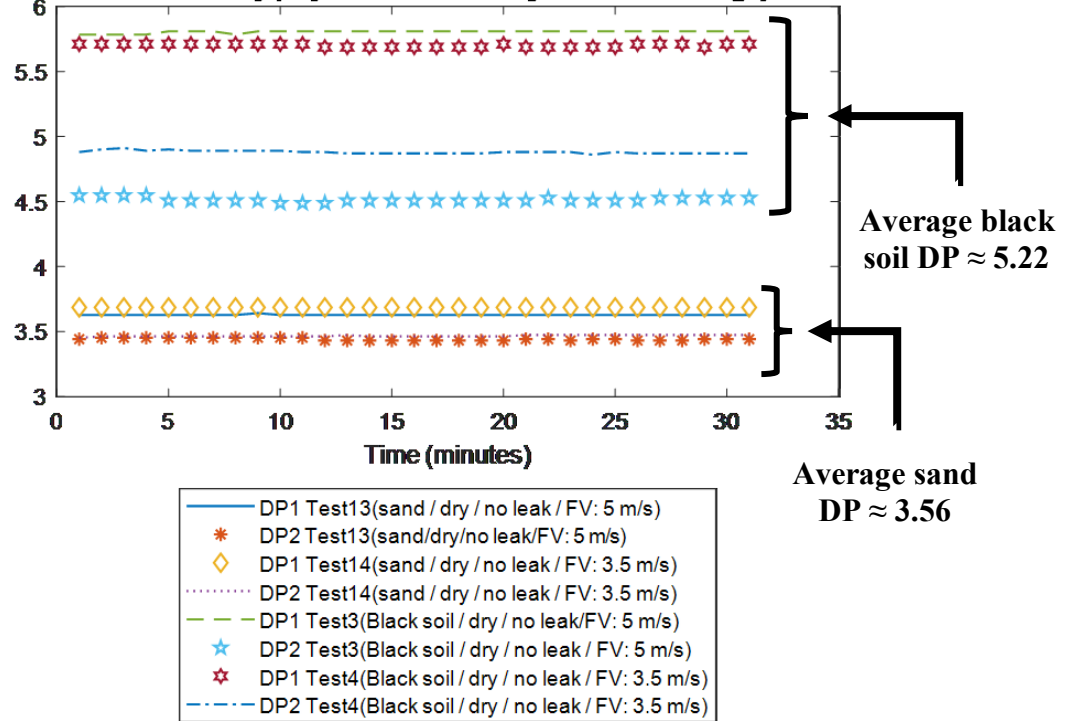 6
5.5
5
4.5
4
3.5
3
0 5 10 15 20 25 30 35
Time (minutes)
Average black
soil DP ≈ 5.22
Average sand
DP ≈ 3.56
DP1 Test13(sand / dry / no leak / FV: 5 m/s)
DP2 Test13(sand/dry/no leak/FV: 5 m/s)
DP1 Test14(sand / dry / no leak / FV: 3.5 m/s)
DP2 Test14(sand / dry / no leak / FV: 3.5 m/s)
DP1 Test3(Black soil / dry / no leak/FV: 5 m/s)
DP2 Test3(Black soil / dry / no leak / FV: 5 m/s)
DP1 Test4(Black soil / dry / no leak / FV: 3.5 m/s)
DP2 Test4(Black soil / dry / no leak / FV: 3.5 m/s)